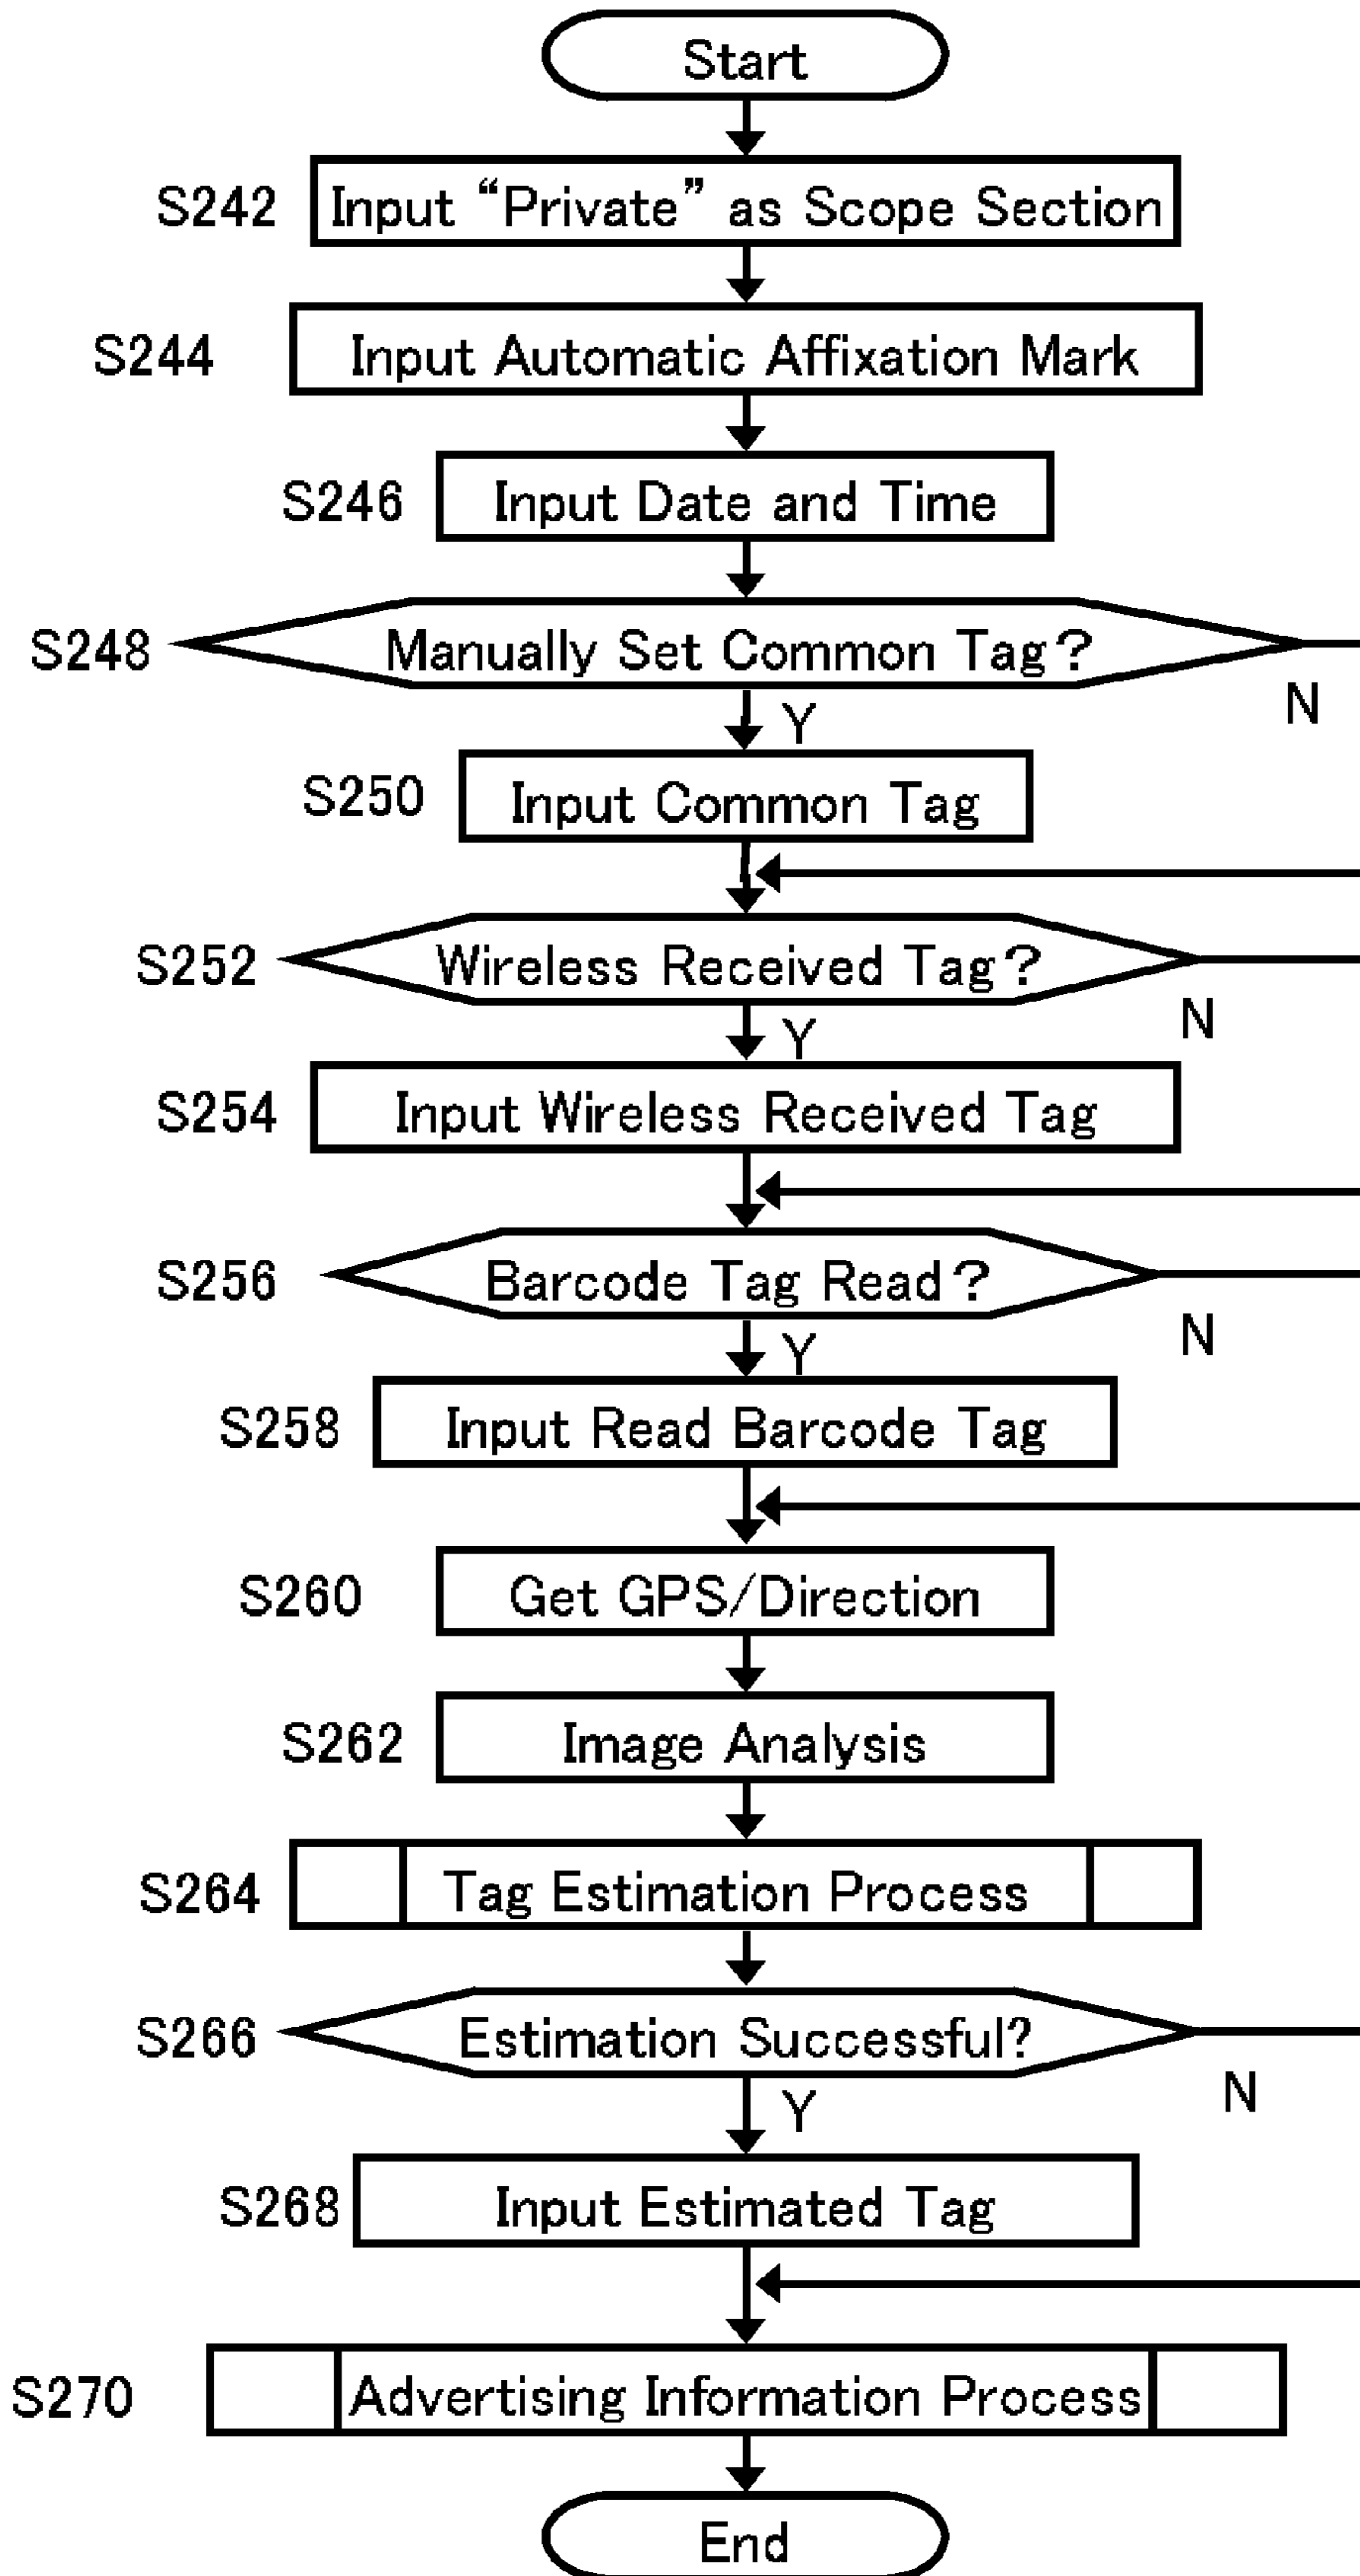 Start
S242 Input “Private” as Scope Section
S244 Input Automatic Affixation Mark
S246 Input Date and Time
S248 Manually Set Common Tag?
Y N
S250 Input Common Tag
S252 Wireless Received Tag?
Y N
S254 Input Wireless Received Tag
S256 Barcode Tag Read?
Y N
S258 Input Read Barcode Tag
S260 Get GPS/Direction
S262 Image Analysis
S264 Tag Estimation Process
S266 Estimation Successful?
Y N
S268 Input Estimated Tag
S270 Advertising Information Process
End